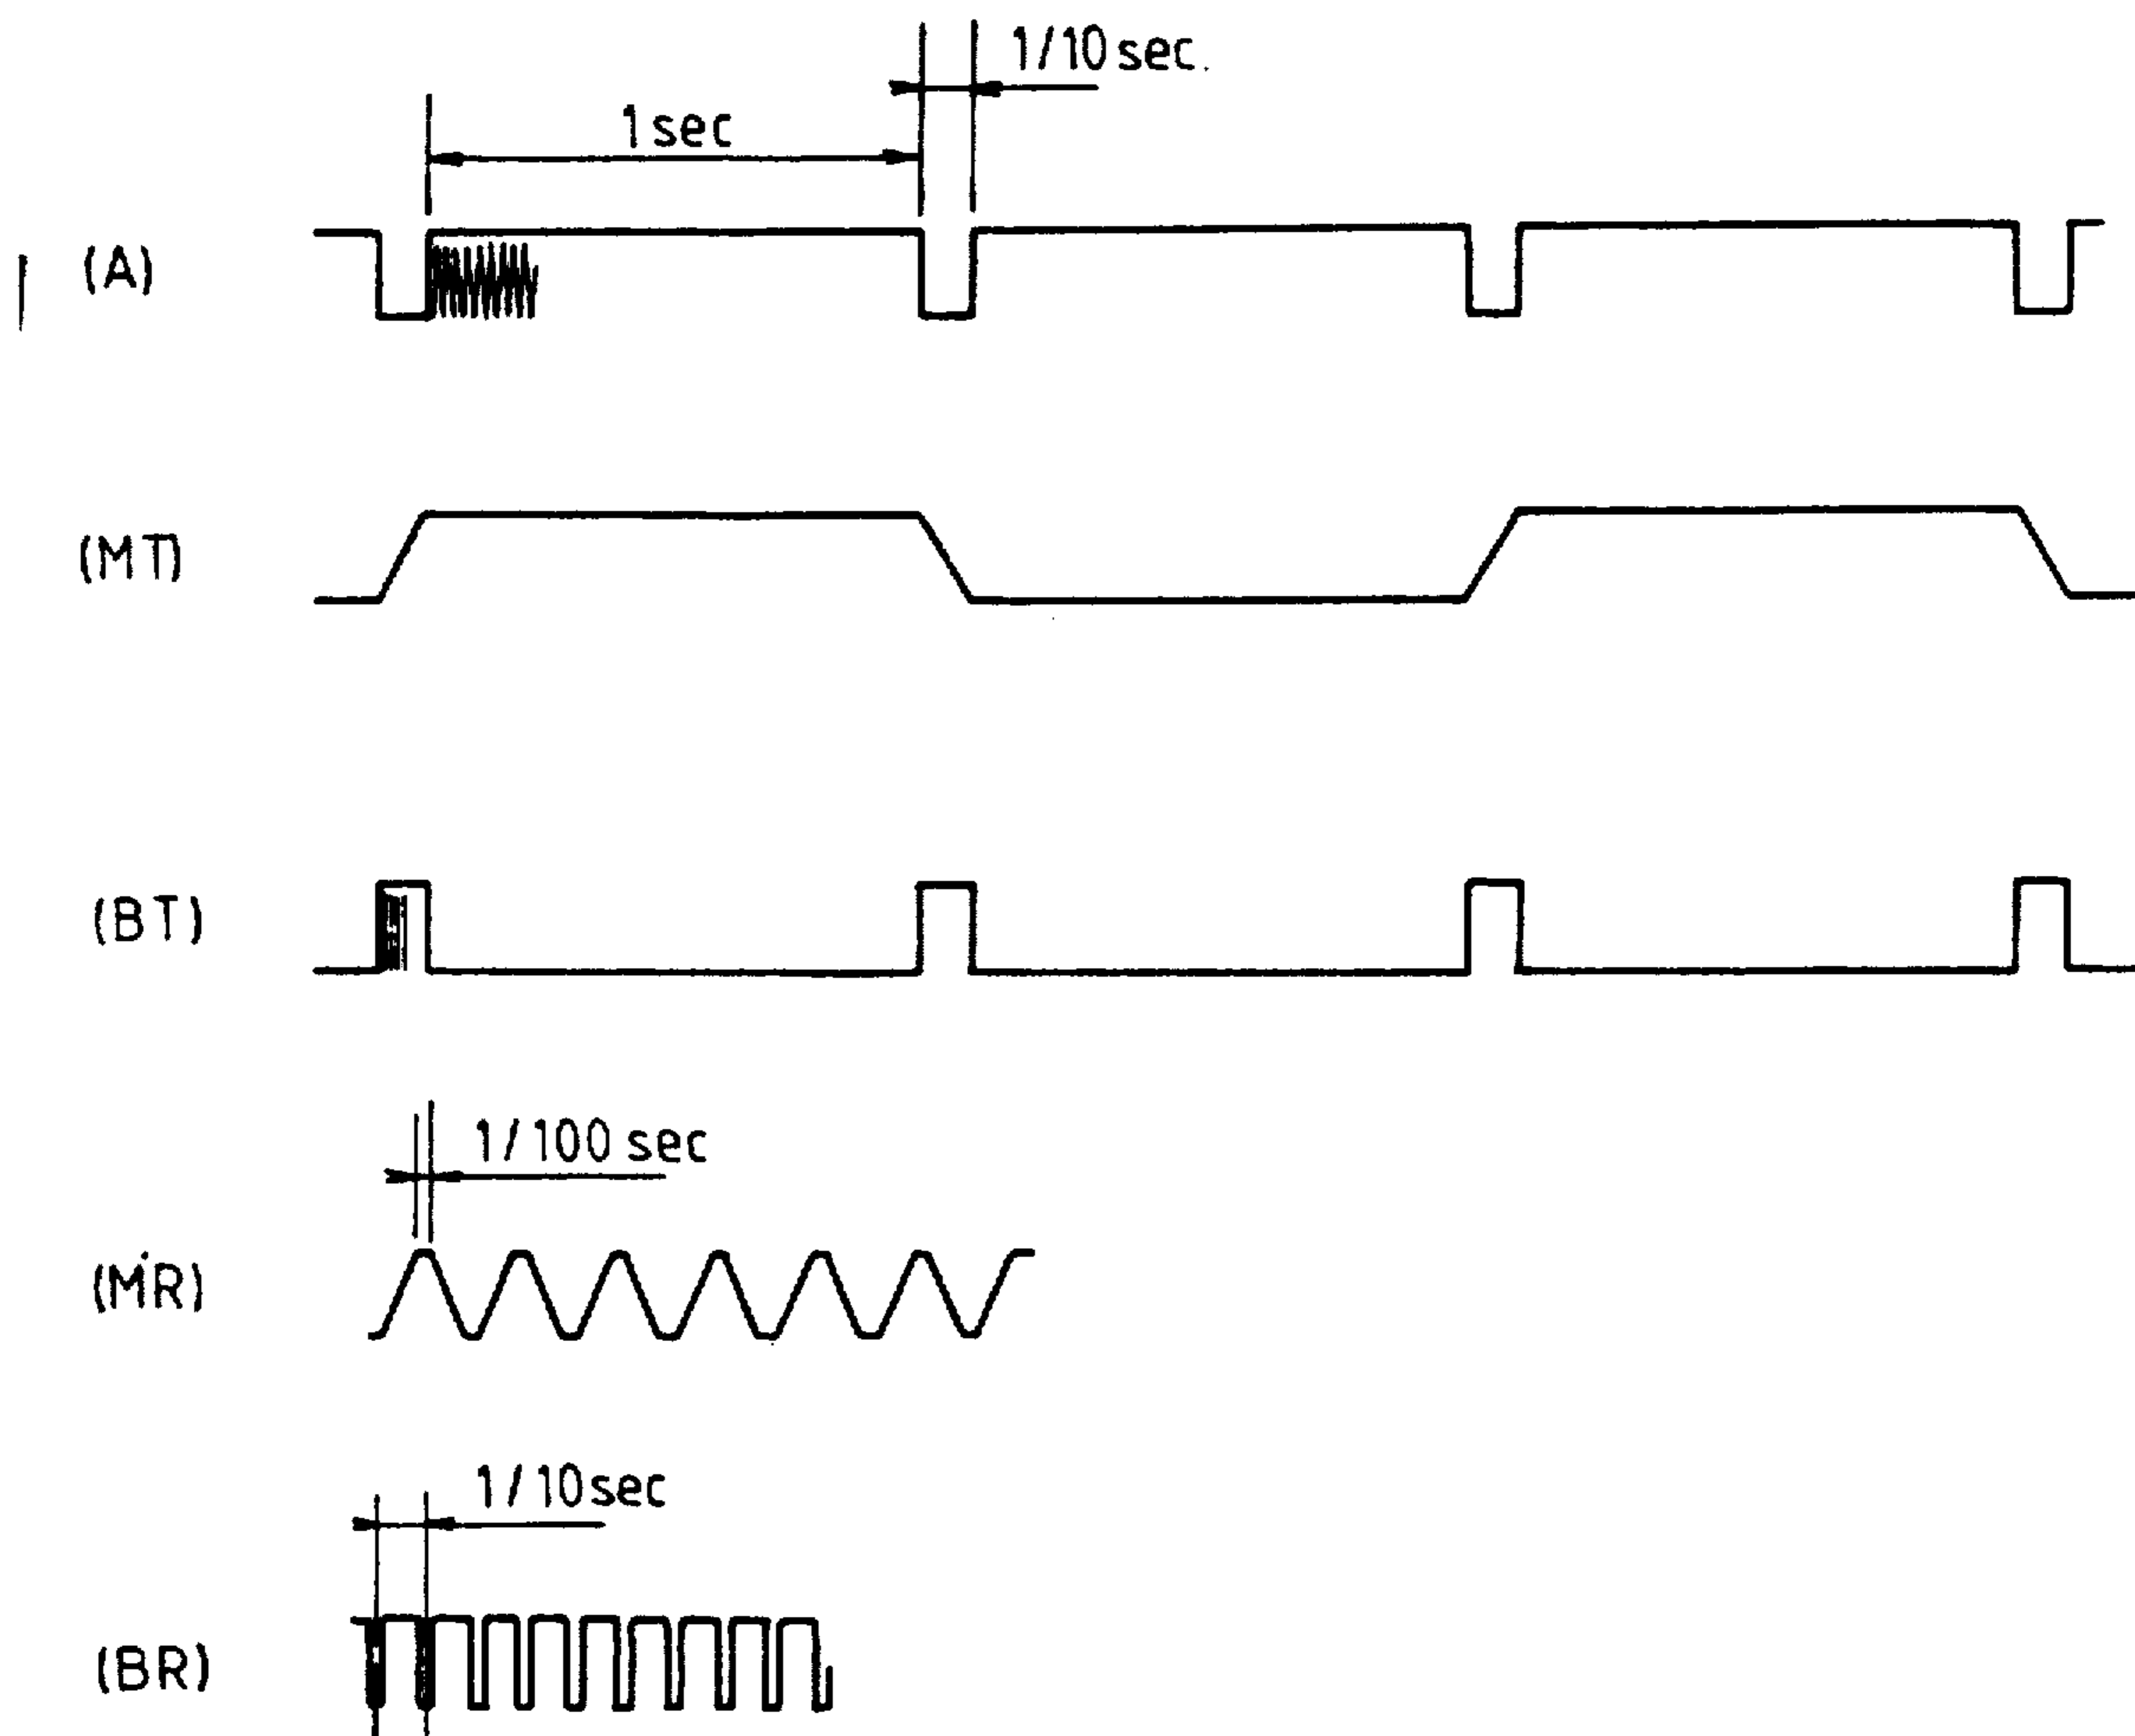 1/10 sec.
1 sec
(A)
(MT)
(BT)
1/100 sec
(MR)
1/10 sec
(BR)